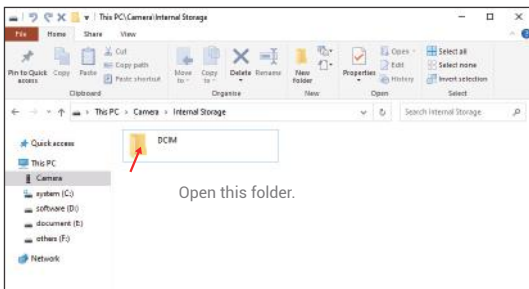 This PC\Camera\Internal Storage
File Home Share View
Pin to Quick access
Copy
Paste
Cut
Copy path
Paste shortcut
Move to
Copy to
Delete
Rename
New folder
Properties
Open
Edit
History
Select all
Select none
Invert selection
Clipboard Organise New Open Select
This PC > Camera > Internal Storage
Search Internal Storage
Quick access
This PC
Camera
system (C:)
software (D:)
document (E:)
others (F:)
Network
DCIM
Open this folder.